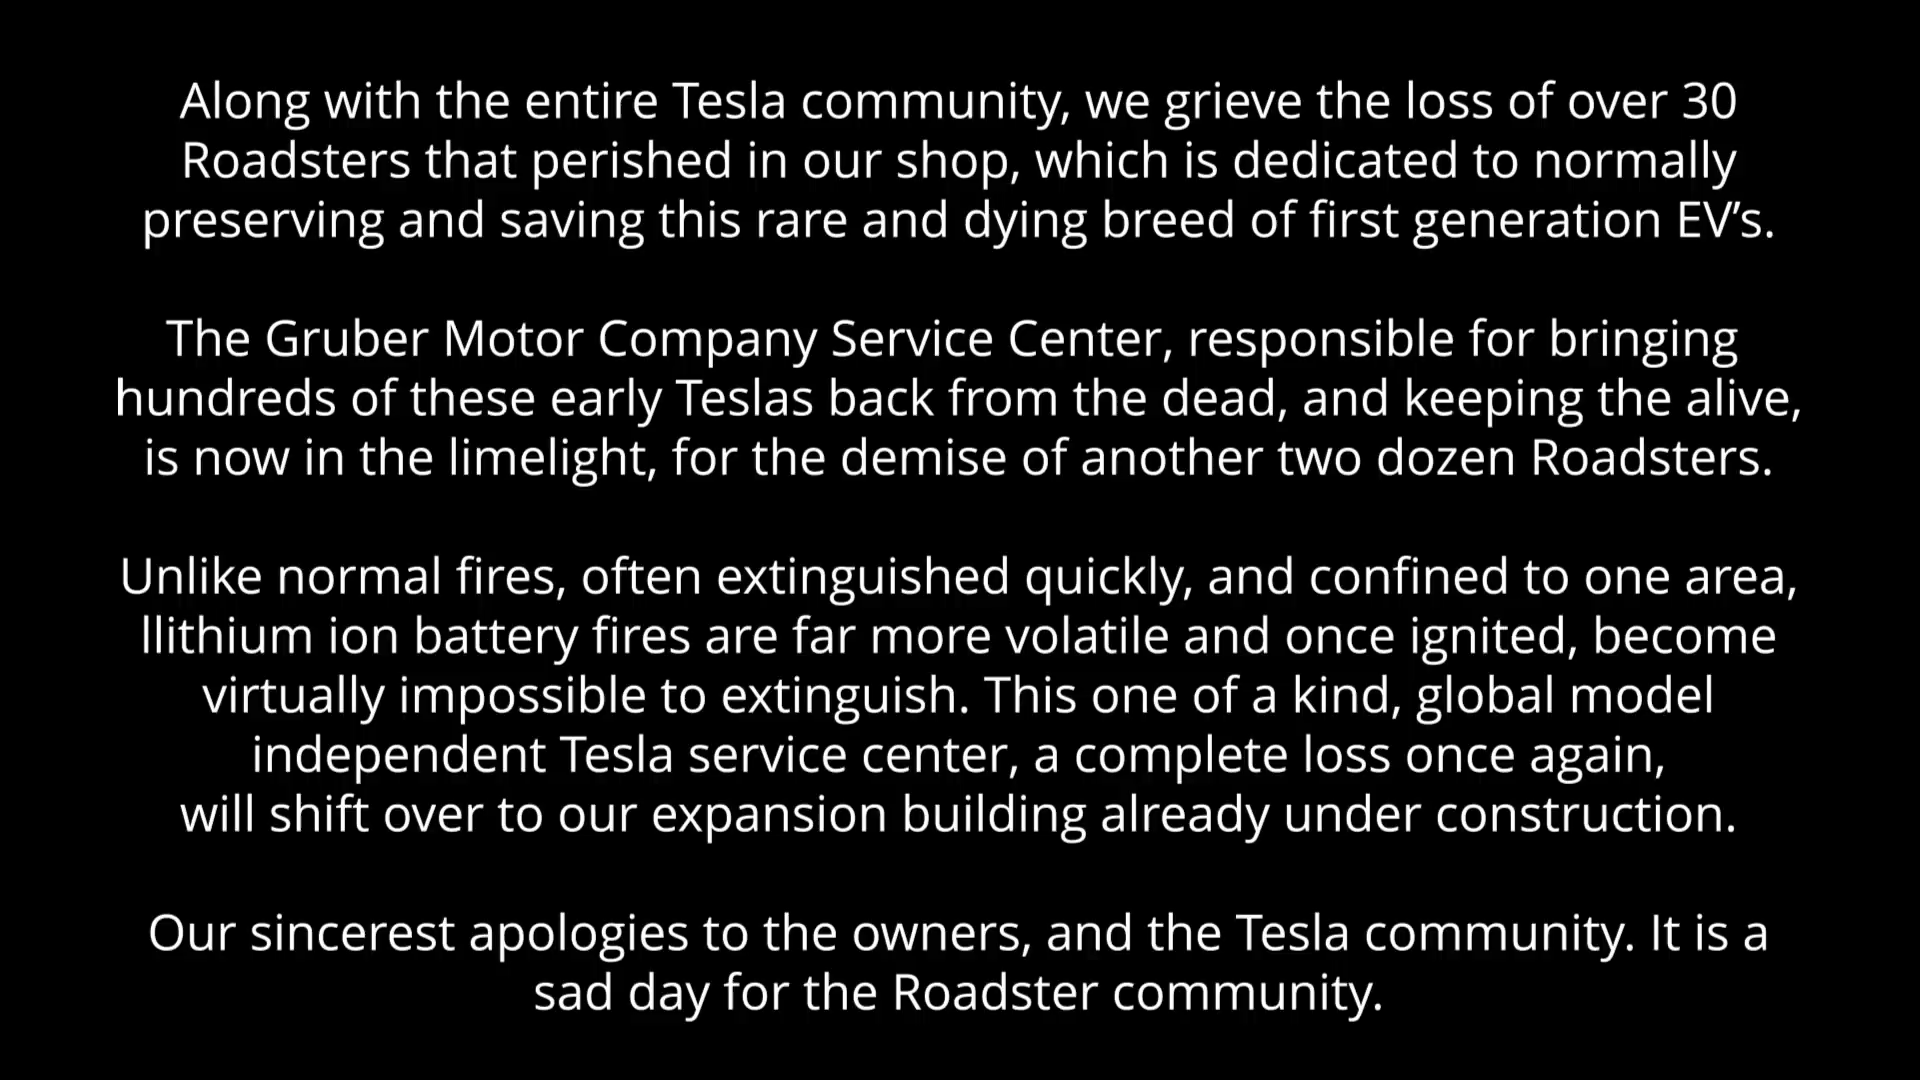 Along with the entire Tesla community, we grieve the loss of over 30
Roadsters that perished in our shop, which is dedicated to normally
preserving and saving this rare and dying breed of first generation EV’s.
The Gruber Motor Company Service Center, responsible for bringing
hundreds of these early Teslas back from the dead, and keeping the alive,
is now in the limelight, for the demise of another two dozen Roadsters.
Unlike normal fires, often extinguished quickly, and confined to one area,
llithium ion battery fires are far more volatile and once ignited, become
virtually impossible to extinguish. This one of a kind, global model
independent Tesla service center, a complete loss once again,
will shift over to our expansion building already under construction.
Our sincerest apologies to the owners, and the Tesla community. It is a
sad day for the Roadster community.